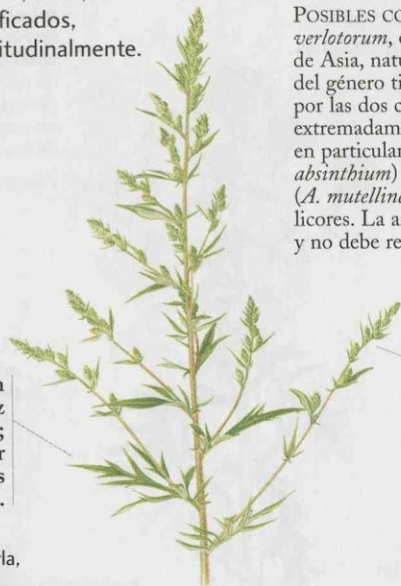 ficados,
itudinalmente.
POSIBLES CO
verlotorum,
de Asia, natu
del género ti
por las dos c
extremadam
en particular
absinthium)
(A. mutellina
licores. La a
y no debe re
n
z
;
r
s
.
rla,